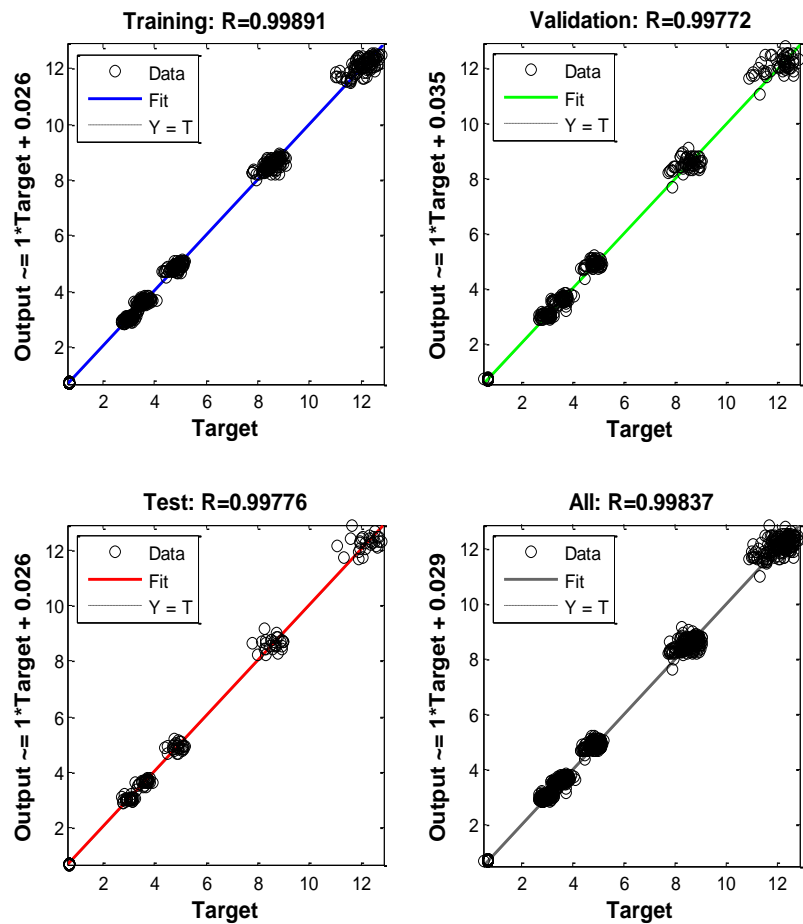 Training: R=0.99891
Output ~= 1*Target + 0.026
12
10
8
6
4
2
Data
Fit
Y = T
2 4 6 8 10 12
Target
Validation: R=0.99772
Output ~= 1*Target + 0.035
12
10
8
6
4
2
Data
Fit
Y = T
2 4 6 8 10 12
Target
Test: R=0.99776
Output ~= 1*Target + 0.026
12
10
8
6
4
2
Data
Fit
Y = T
2 4 6 8 10 12
Target
All: R=0.99837
Output ~= 1*Target + 0.029
12
10
8
6
4
2
Data
Fit
Y = T
2 4 6 8 10 12
Target